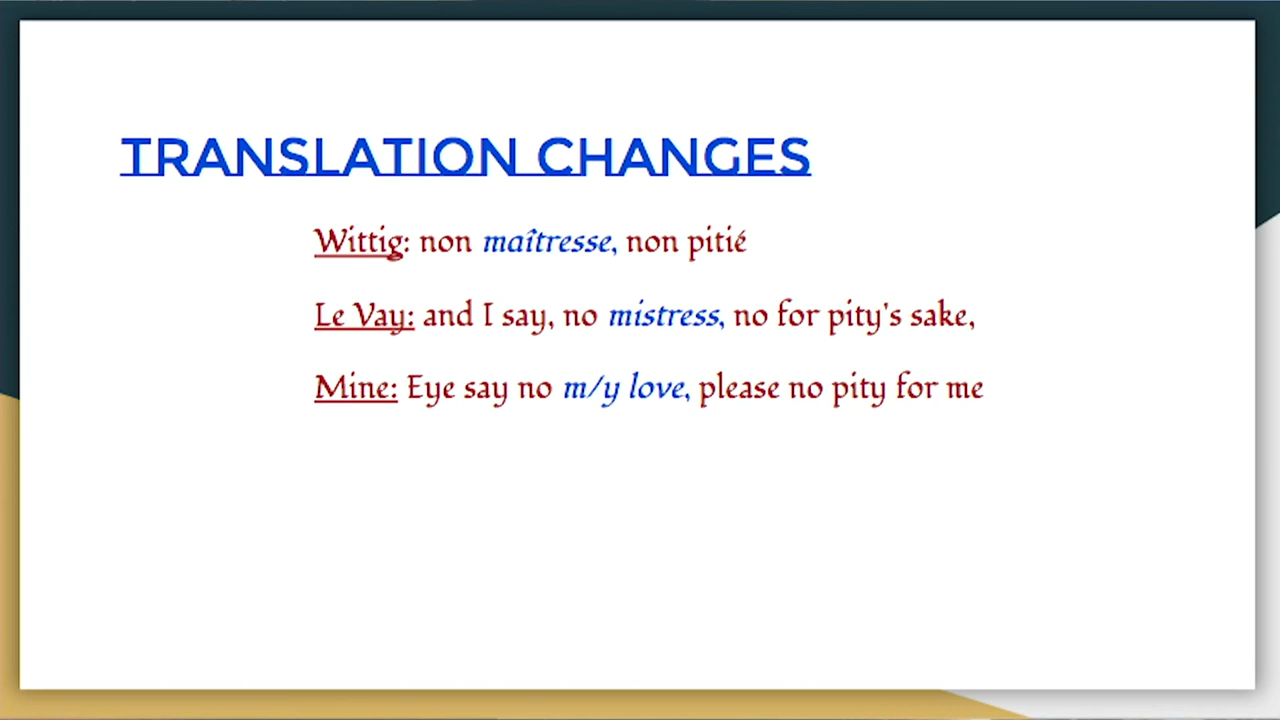 TRANSLATION CHANGES
Wittig: non maîtresse, non pitié
Le Vay: and I say, no mistress, no for pity's sake,
Mine: Eye say no m/y love, please no pity for me